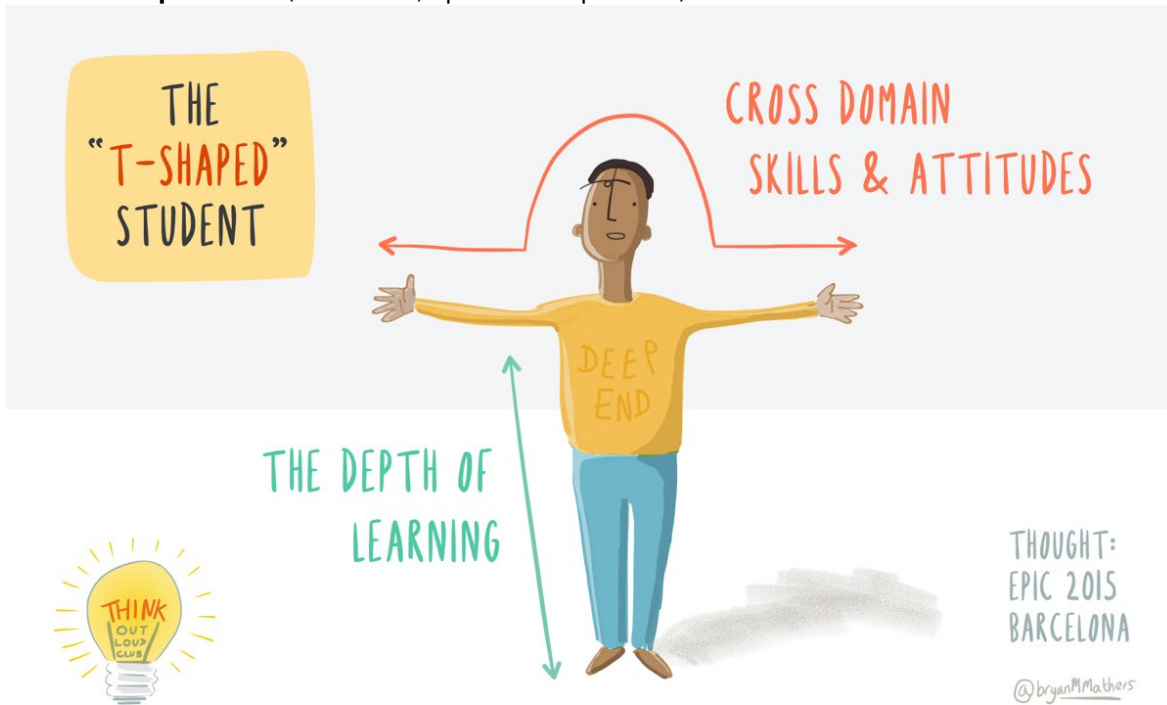 THE
"T-SHAPED"
STUDENT
CROSS DOMAIN
SKILLS & ATTITUDES
DEEP
END
THE DEPTH OF
LEARNING
THINK
OUT
LOUD
CLUB
THOUGHT:
EPIC 2015
BARCELONA
@bryanMMathers